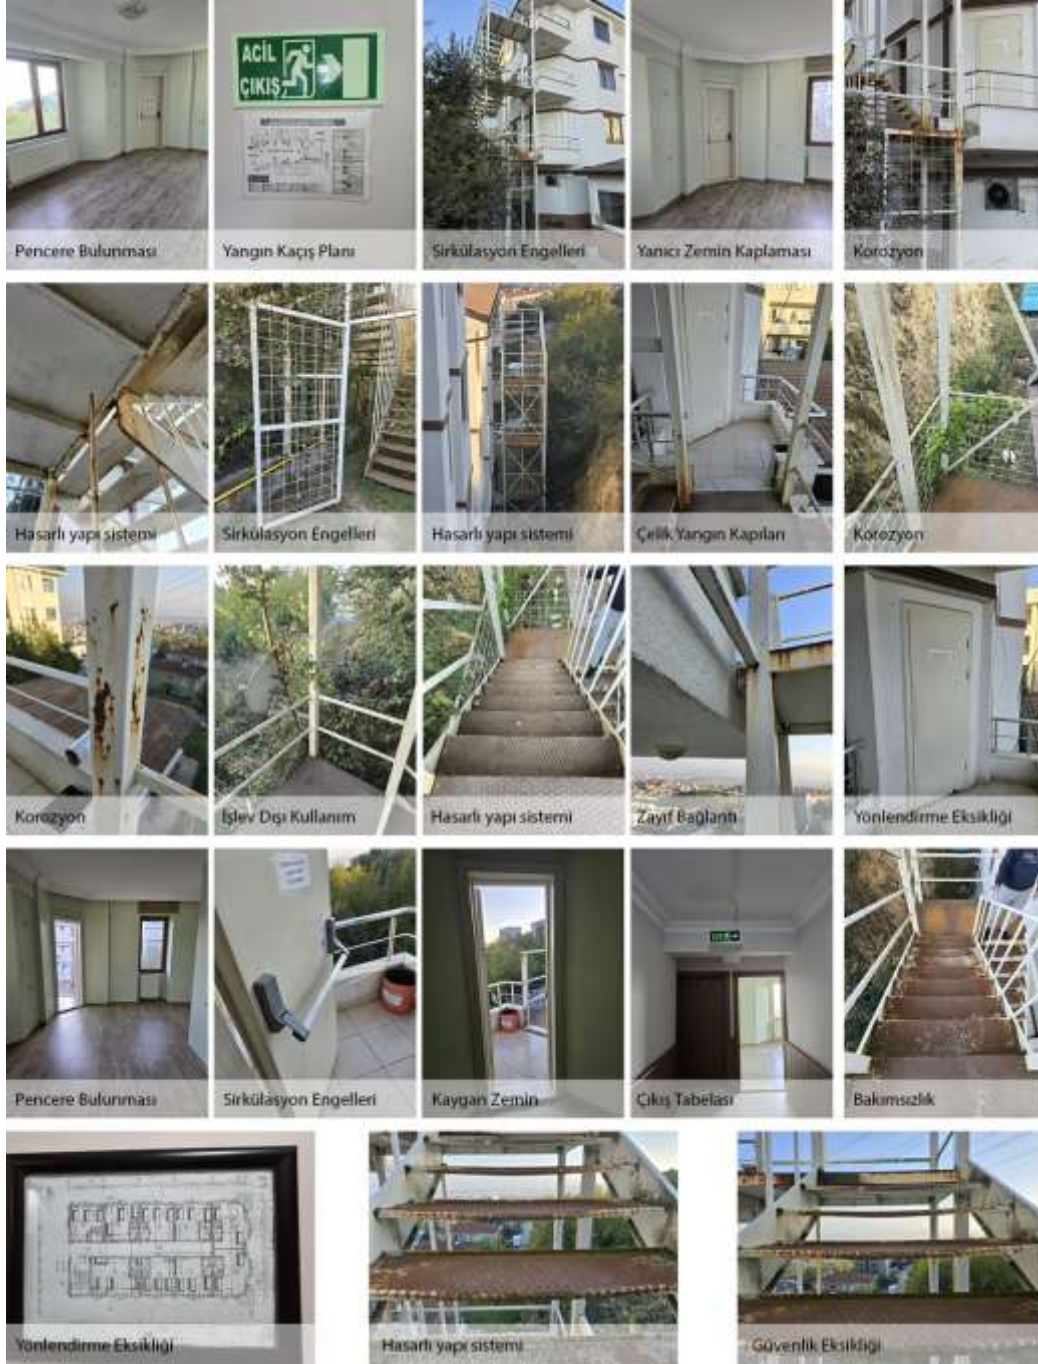 ACİL
ÇIKIŞ
Pencere Bulunması
Yangın Kaçış Planı
Sirkülasyon Engelleri
Yanıcı Zemin Kaplaması
Korozyon
Hasarlı yapı sistemi
Sirkülasyon Engelleri
Hasarlı yapı sistemi
Çelik Yangın Kapıları
Korozyon
Korozyon
İşlev Dışı Kullanım
Hasarlı yapı sistemi
Zayıf Bağlantı
Yönlendirme Eksikliği
Pencere Bulunması
Sirkülasyon Engelleri
Kaygan Zemin
Çıkış Tabelası
Bakımsızlık
Yönlendirme Eksikliği
Hasarlı yapı sistemi
Güvenlik Eksikliği